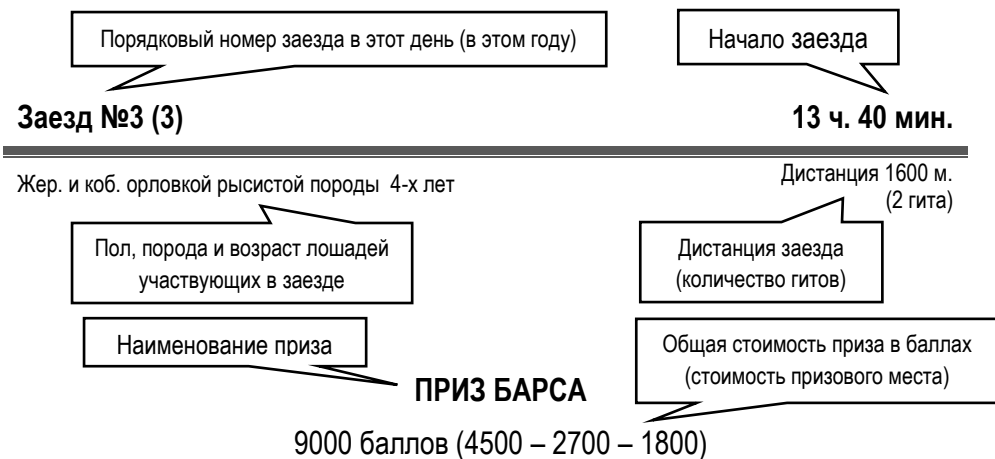 Порядковый номер заезда в этот день (в этом году)
Начало заезда
Заезд №3 (3)
13 ч. 40 мин.
Жер. и коб. орловкой рысистой породы 4-х лет
Дистанция 1600 м.
(2 гита)
Пол, порода и возраст лошадей
участвующих в заезде
Дистанция заезда
(количество гитов)
Наименование приза
Общая стоимость приза в баллах
(стоимость призового места)
ПРИЗ БАРСА
9000 баллов (4500 – 2700 – 1800)